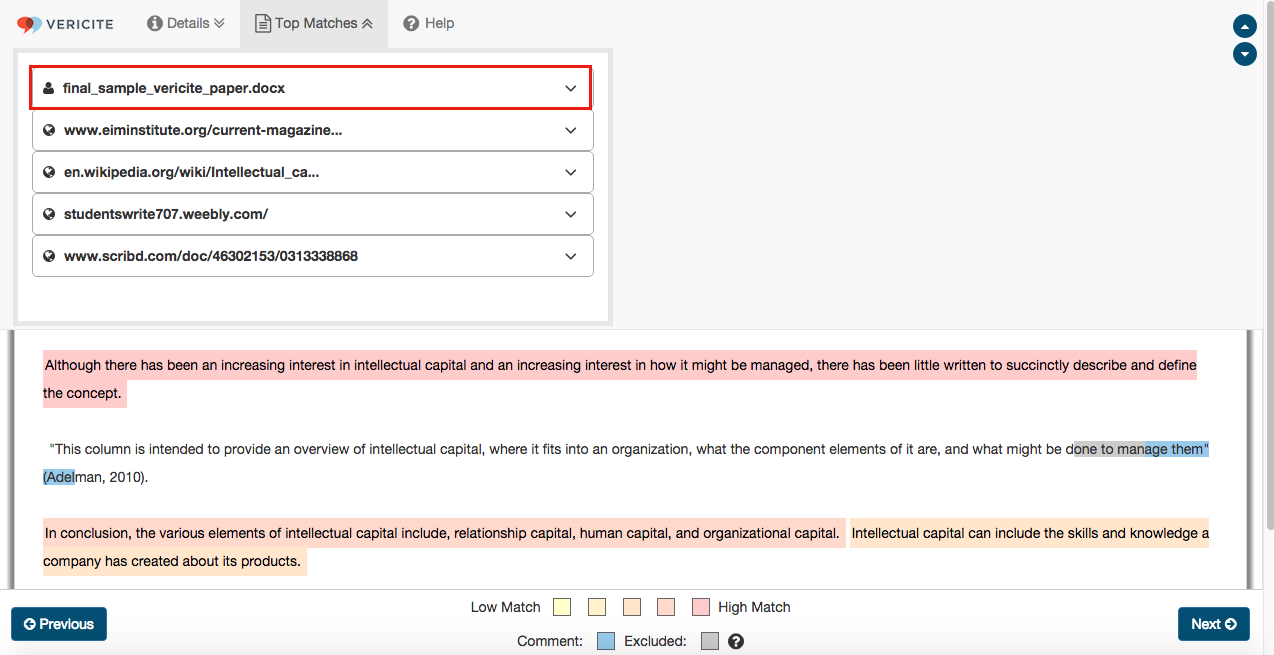 VERICITE Details Top Matches Help
final_sample_vericite_paper.docx
www.eiminstitute.org/current-magazine...
en.wikipedia.org/wiki/Intellectual_ca...
studentswrite707.weebly.com/
www.scribd.com/doc/46302153/0313338868
Although there has been an increasing interest in intellectual capital and an increasing interest in how it might be managed, there has been little written to succinctly describe and define
the concept.
"This column is intended to provide an overview of intellectual capital, where it fits into an organization, what the component elements of it are, and what might be done to manage them"
(Adelman, 2010).
In conclusion, the various elements of intellectual capital include, relationship capital, human capital, and organizational capital. Intellectual capital can include the skills and knowledge a
company has created about its products.
Low Match High Match
Previous Next
Comment: Excluded: